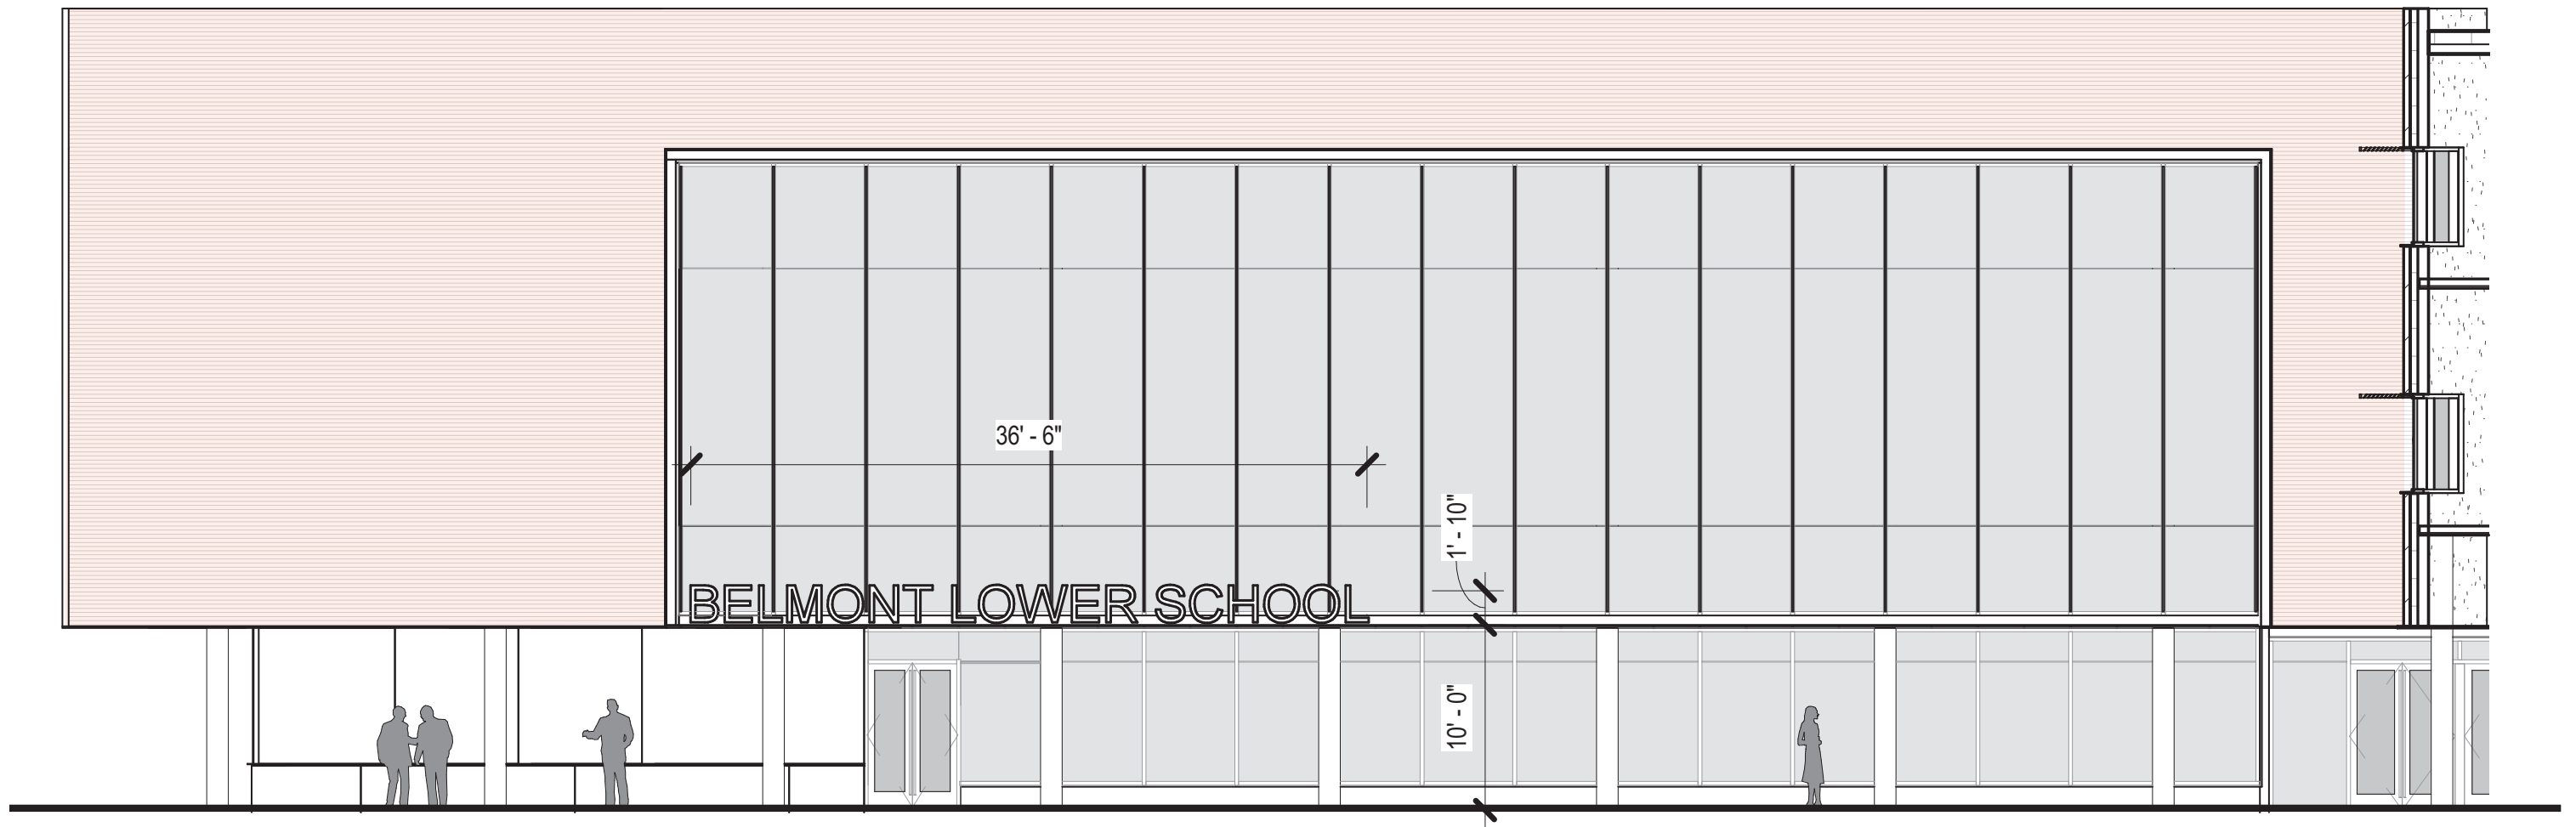 36' - 6"
1' - 10"
BELMONT LOWER SCHOOL
10' - 0"